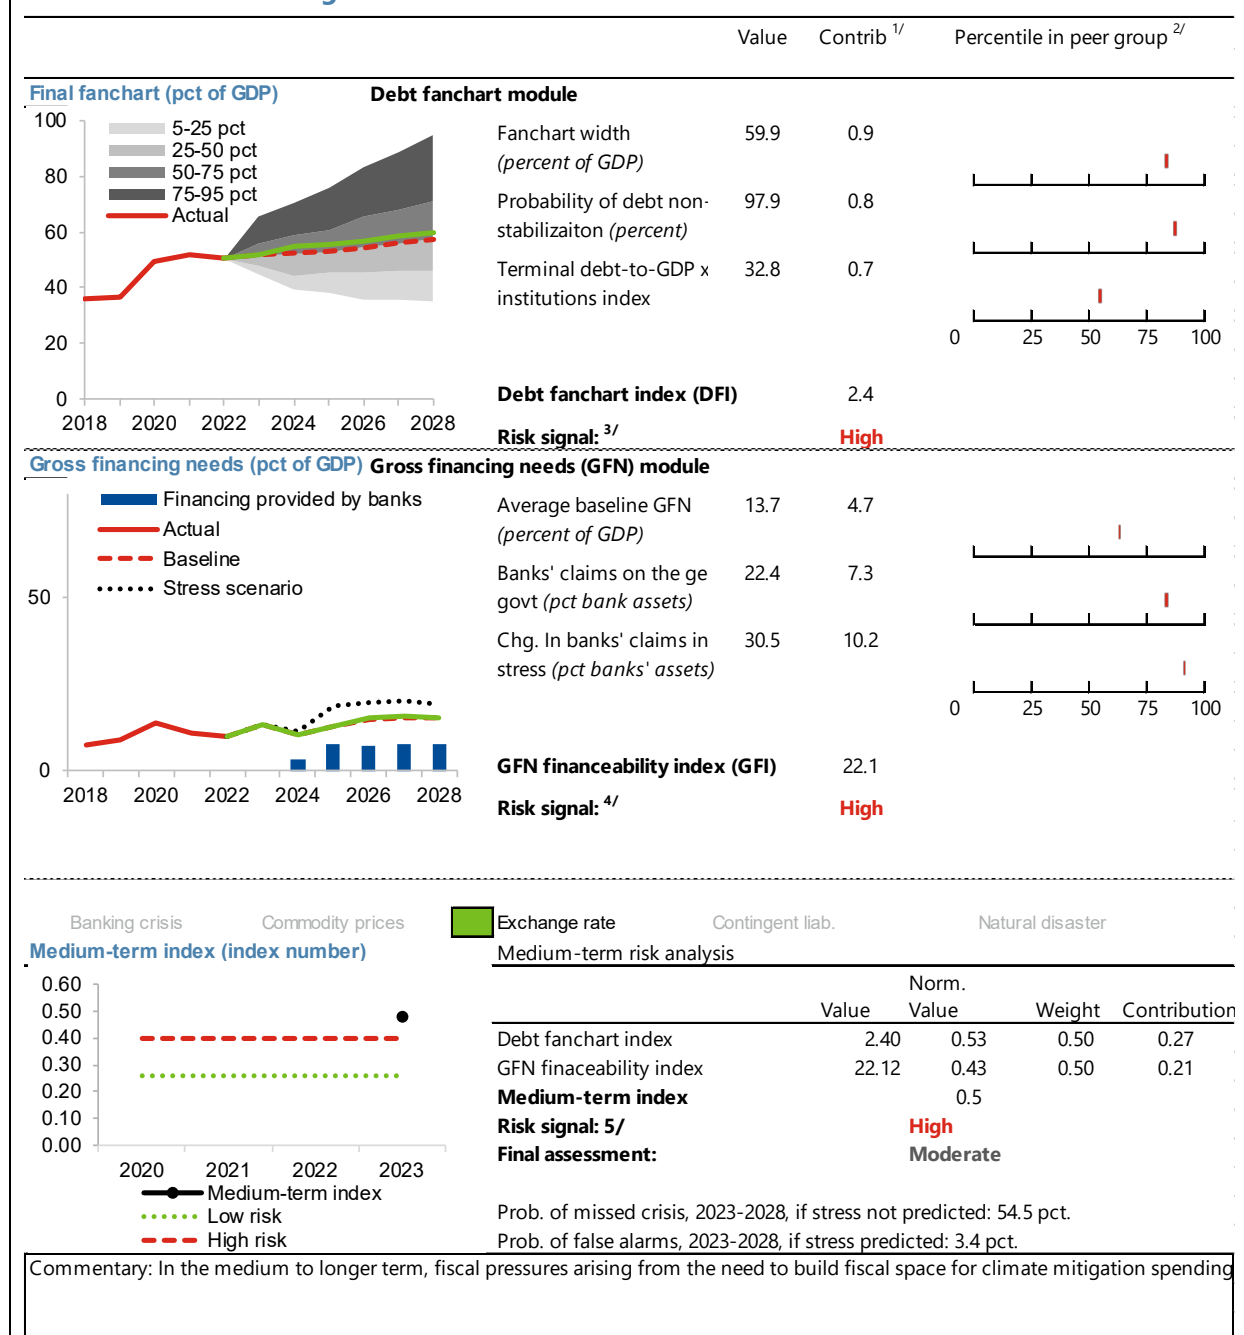 Value Contrib 1/ Percentile in peer group 2/
Final fanchart (pct of GDP) Debt fanchart module
100
80
60
40
20
0
5-25 pct
25-50 pct
50-75 pct
75-95 pct
Actual
2018 2020 2022 2024 2026 2028
Fanchart width 59.9 0.9
(percent of GDP)
Probability of debt non- 97.9 0.8
stabilizaiton (percent)
Terminal debt-to-GDP x 32.8 0.7
institutions index
0 25 50 75 100
Debt fanchart index (DFI) 2.4
Risk signal: 3/ High
Gross financing needs (pct of GDP) Gross financing needs (GFN) module
Financing provided by banks
Actual
Baseline
Stress scenario
50
0
2018 2020 2022 2024 2026 2028
Average baseline GFN 13.7 4.7
(percent of GDP)
Banks' claims on the ge 22.4 7.3
govt (pct bank assets)
Chg. In banks' claims in 30.5 10.2
stress (pct banks' assets)
0 25 50 75 100
GFN financeability index (GFI) 22.1
Risk signal: 4/ High
Banking crisis Commodity prices Exchange rate Contingent liab. Natural disaster
Medium-term index (index number)
0.60
0.50
0.40
0.30
0.20
0.10
0.00
2020 2021 2022 2023
Medium-term index
Low risk
High risk
Medium-term risk analysis
Norm.
Value Value Weight Contribution
Debt fanchart index 2.40 0.53 0.50 0.27
GFN finaceability index 22.12 0.43 0.50 0.21
Medium-term index 0.5
Risk signal: 5/ High
Final assessment: Moderate
Prob. of missed crisis, 2023-2028, if stress not predicted: 54.5 pct.
Prob. of false alarms, 2023-2028, if stress predicted: 3.4 pct.
Commentary: In the medium to longer term, fiscal pressures arising from the need to build fiscal space for climate mitigation spending